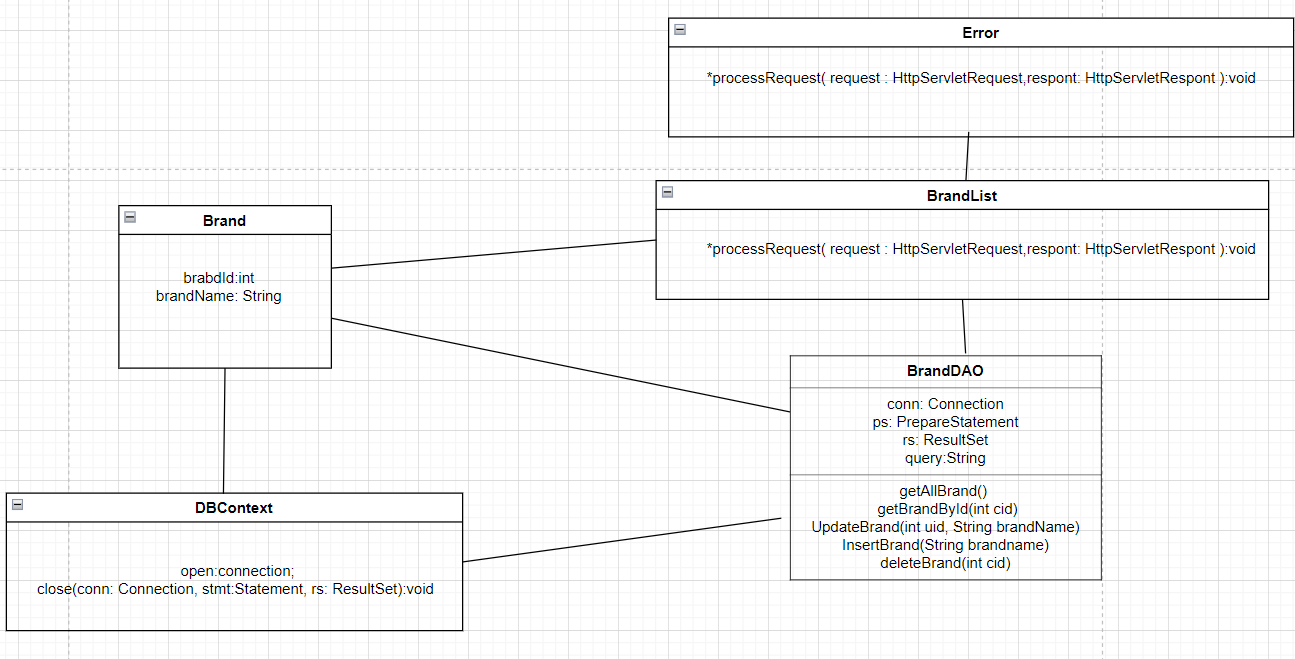 Error
*processRequest( request : HttpServletRequest,respont: HttpServletRespont ):void
BrandList
*processRequest( request : HttpServletRequest,respont: HttpServletRespont ):void
Brand
brabdId:int
brandName: String
BrandDAO
conn: Connection
ps: PrepareStatement
rs: ResultSet
query:String
getAllBrand()
getBrandById(int cid)
UpdateBrand(int uid, String brandName)
InsertBrand(String brandname)
deleteBrand(int cid)
DBContext
open:connection;
close(conn: Connection, stmt:Statement, rs: ResultSet):void